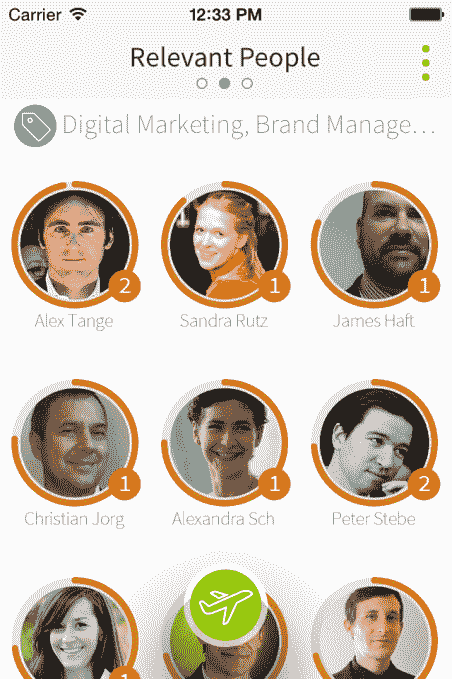 Carrier 12:33 PM
Relevant People
Digital Marketing, Brand Manage...
2 1 1
Alex Tange Sandra Rutz James Haft
1 1 2
Christian Jorg Alexandra Sch Peter Stebe
1